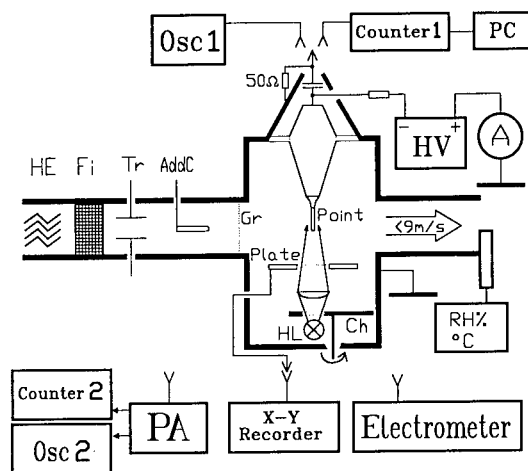 Osc1
Counter1
PC
50Ω
− +
HV
A
HE Fi Tr AddC
Gr
Point
<9m/s
Plate
HL
Ch
RH%
°C
Counter 2
Osc 2
PA
X-Y
Recorder
Electrometer